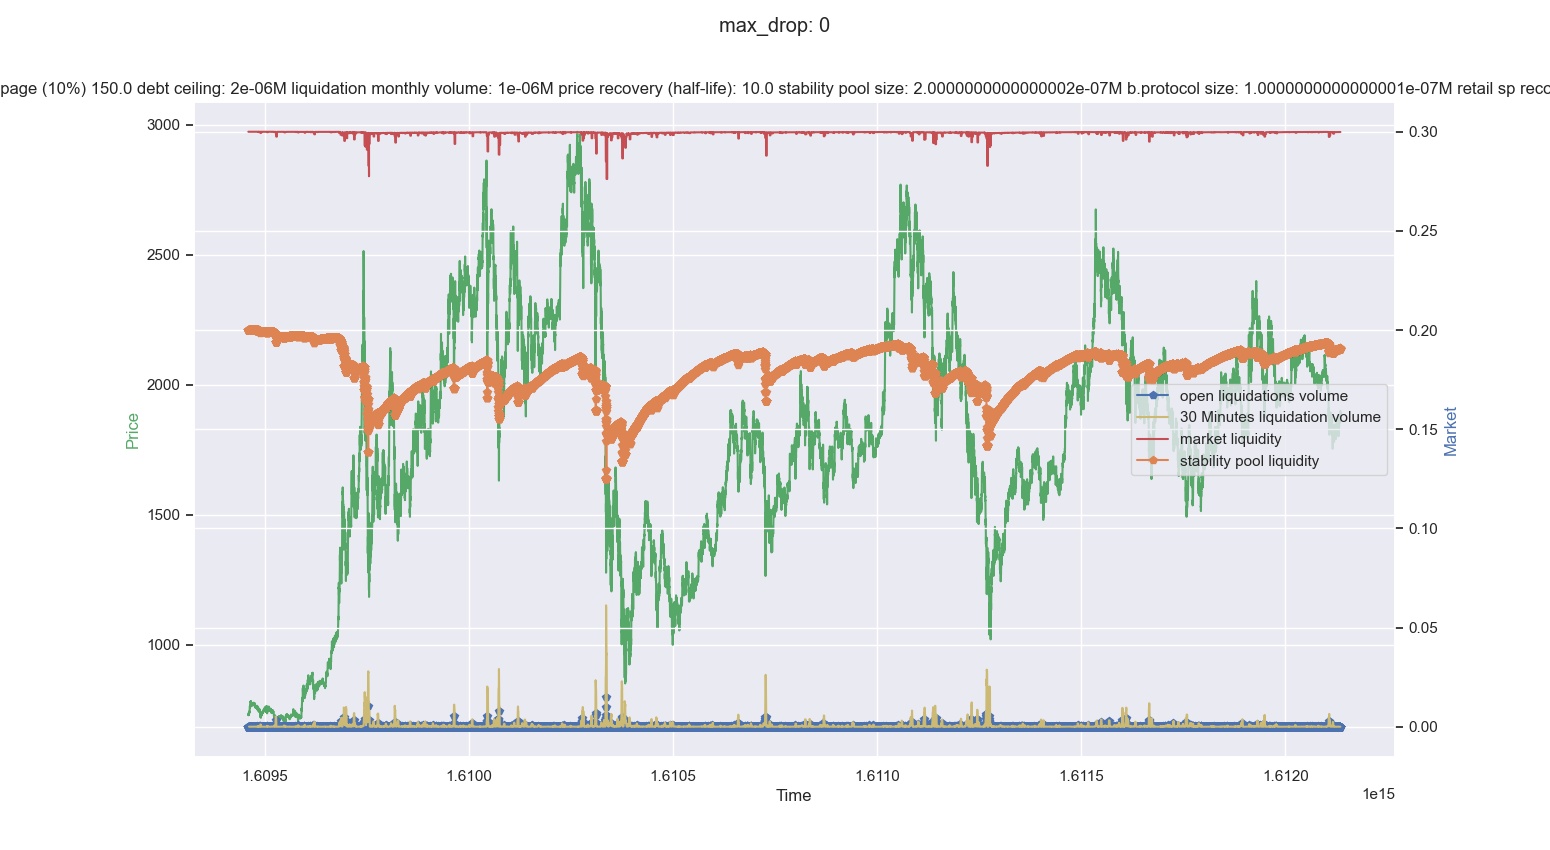 max_drop: 0
page (10%) 150.0 debt ceiling: 2e-06M liquidation monthly volume: 1e-06M price recovery (half-life): 10.0 stability pool size: 2.0000000000000002e-07M b.protocol size: 1.0000000000000001e-07M retail sp reco
3000
2500
2000
1500
1000
Price
0.30
0.25
0.20
0.15
0.10
0.05
0.00
Market
open liquidations volume
30 Minutes liquidation volume
market liquidity
stability pool liquidity
1.6095
1.6100
1.6105
1.6110
1.6115
1.6120
1e15
Time